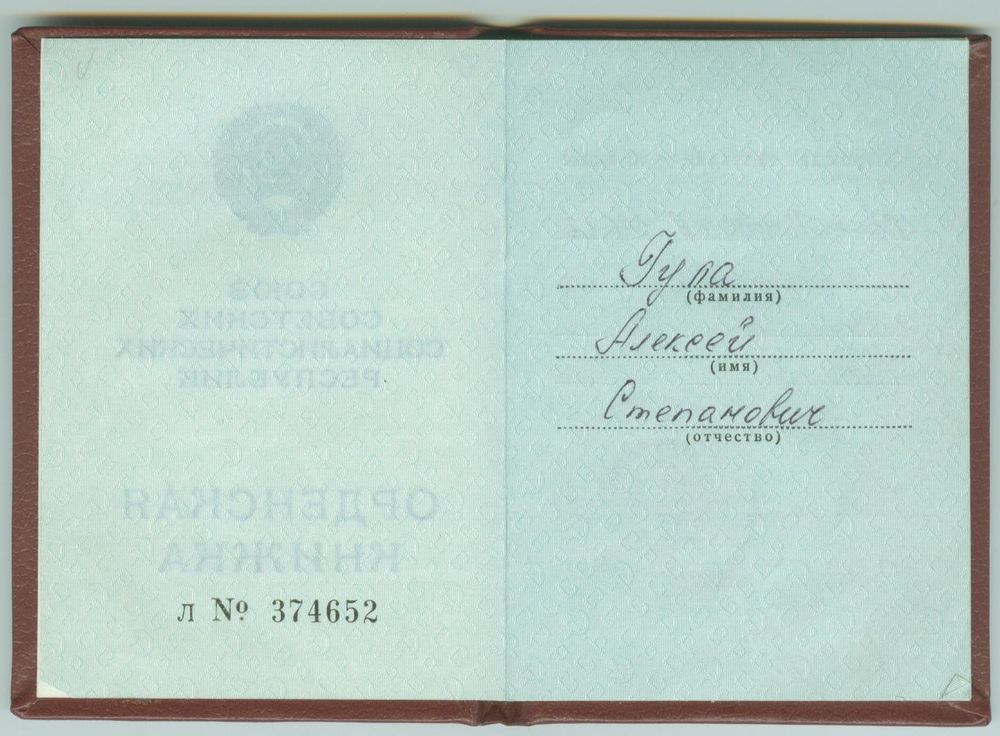 СОЮЗ
СОВЕТСКИХ
СОЦИАЛИСТИЧЕСКИХ
РЕСПУБЛИК
ОРДЕНСКАЯ
КНИЖКА
Л № 374652
Гула
(фамилия)
Алексей
(имя)
Степанович
(отчество)